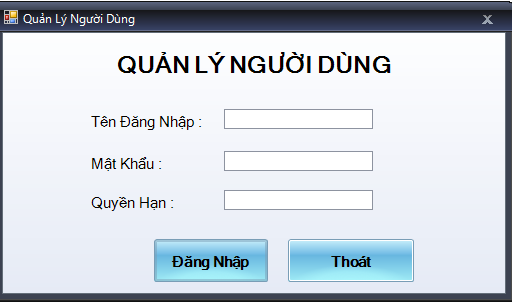 Quản Lý Người Dùng
QUẢN LÝ NGƯỜI DÙNG
Tên Đăng Nhập :
Mật Khẩu :
Quyền Hạn :
Đăng Nhập Thoát